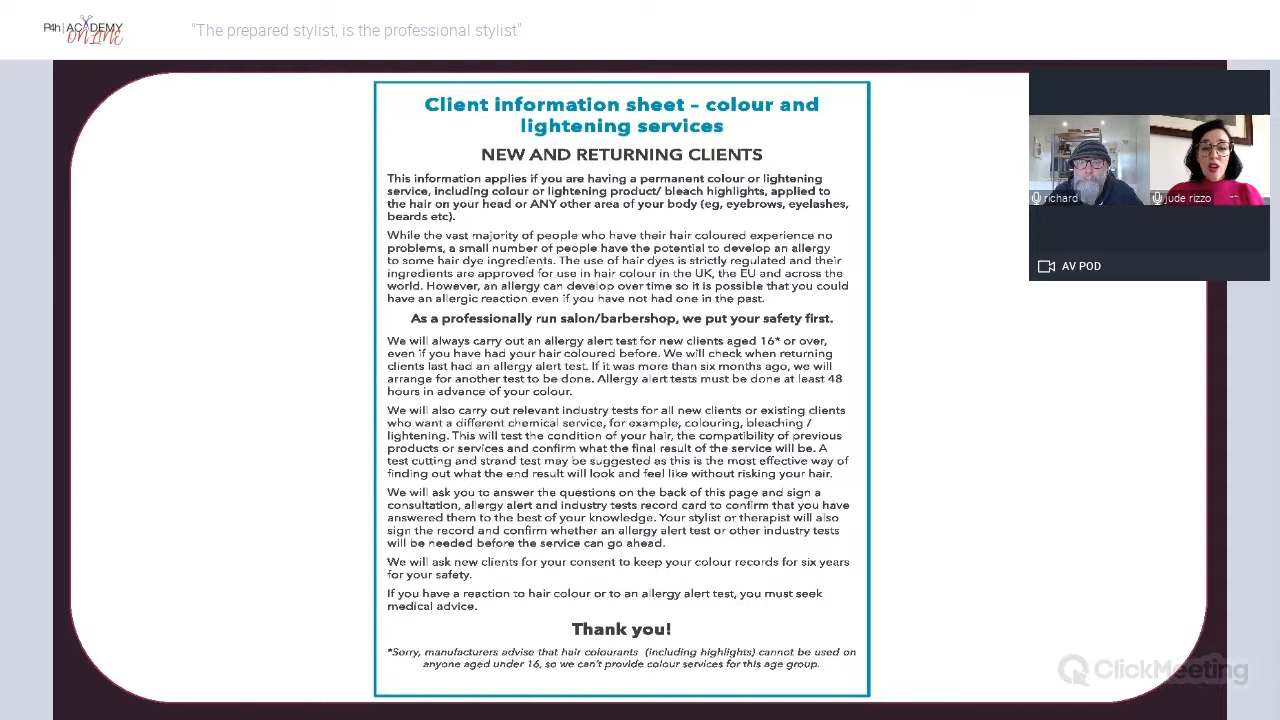 P4h | ACADEMY
ONLINE
"The prepared stylist, is the professional stylist"
Client information sheet – colour and
lightening services
NEW AND RETURNING CLIENTS
This information applies if you are having a permanent colour or lightening
service, including colour or lightening product/ bleach highlights, applied to
the hair on your head or ANY other area of your body (eg, eyebrows, eyelashes,
beards etc).
While the vast majority of people who have their hair coloured experience no
problems, a small number of people have the potential to develop an allergy
to some hair dye ingredients. The use of hair dyes is strictly regulated and their
ingredients are approved for use in hair colour in the UK, the EU and across the
world. However, an allergy can develop over time so it is possible that you could
have an allergic reaction even if you have not had one in the past.
As a professionally run salon/barbershop, we put your safety first.
We will always carry out an allergy alert test for new clients aged 16* or over,
even if you have had your hair coloured before. We will check when returning
clients last had an allergy alert test. If it was more than six months ago, we will
arrange for another test to be done. Allergy alert tests must be done at least 48
hours in advance of your colour.
We will also carry out relevant industry tests for all new clients or existing clients
who want a different chemical service, for example, colouring, bleaching /
lightening. This will test the condition of your hair, the compatibility of previous
products or services and confirm what the final result of the service will be. A
test cutting and strand test may be suggested as this is the most effective way of
finding out what the end result will look and feel like without risking your hair.
We will ask you to answer the questions on the back of this page and sign a
consultation, allergy alert and industry tests record card to confirm that you have
answered them to the best of your knowledge. Your stylist or therapist will also
sign the record and confirm whether an allergy alert test or other industry tests
will be needed before the service can go ahead.
We will ask new clients for your consent to keep your colour records for six years
for your safety.
If you have a reaction to hair colour or to an allergy alert test, you must seek
medical advice.
Thank you!
*Sorry, manufacturers advise that hair colourants (including highlights) cannot be used on
anyone aged under 16, so we can't provide colour services for this age group.
richard
jude rizzo
AV POD
ClickMeeting